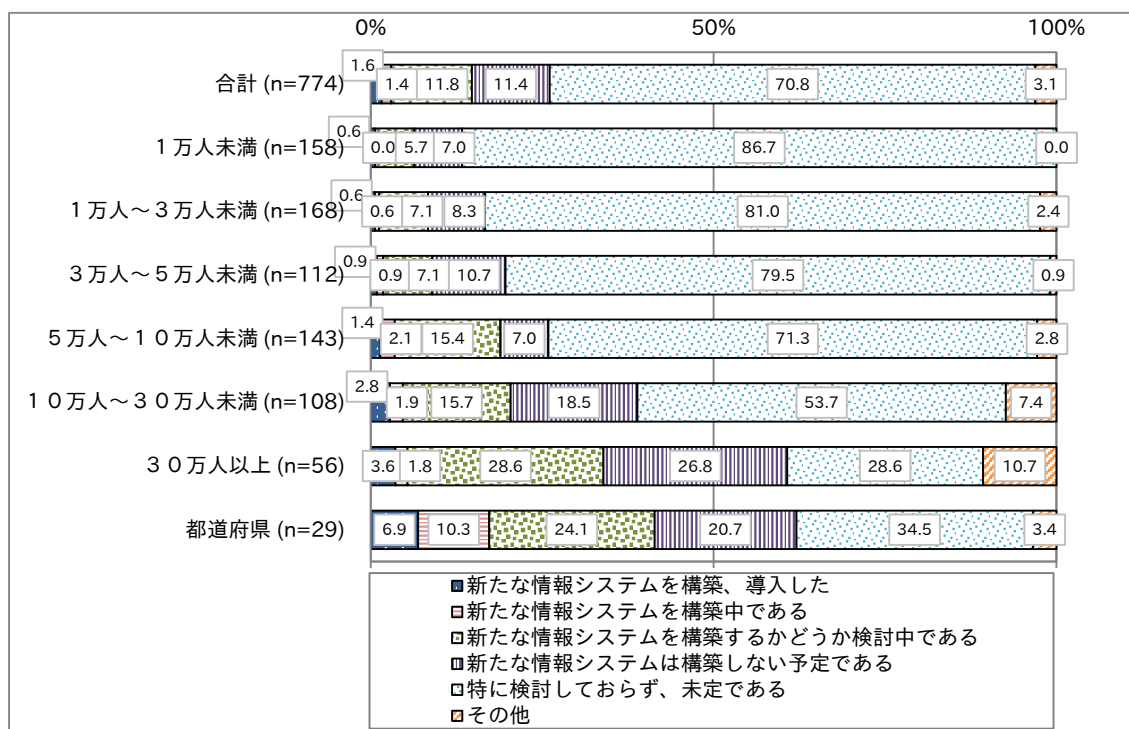 0% 50% 100%
合計 (n=774) 1.6 1.4 11.8 11.4 70.8 3.1
１万人未満 (n=158) 0.6 0.0 5.7 7.0 86.7 0.0
１万人～３万人未満 (n=168) 0.6 0.6 7.1 8.3 81.0 2.4
３万人～５万人未満 (n=112) 0.9 0.9 7.1 10.7 79.5 0.9
５万人～１０万人未満 (n=143) 1.4 2.1 15.4 7.0 71.3 2.8
１０万人～３０万人未満 (n=108) 2.8 1.9 15.7 18.5 53.7 7.4
３０万人以上 (n=56) 3.6 1.8 28.6 26.8 28.6 10.7
都道府県 (n=29) 6.9 10.3 24.1 20.7 34.5 3.4
新たな情報システムを構築、導入した
新たな情報システムを構築中である
新たな情報システムを構築するかどうか検討中である
新たな情報システムは構築しない予定である
特に検討しておらず、未定である
その他